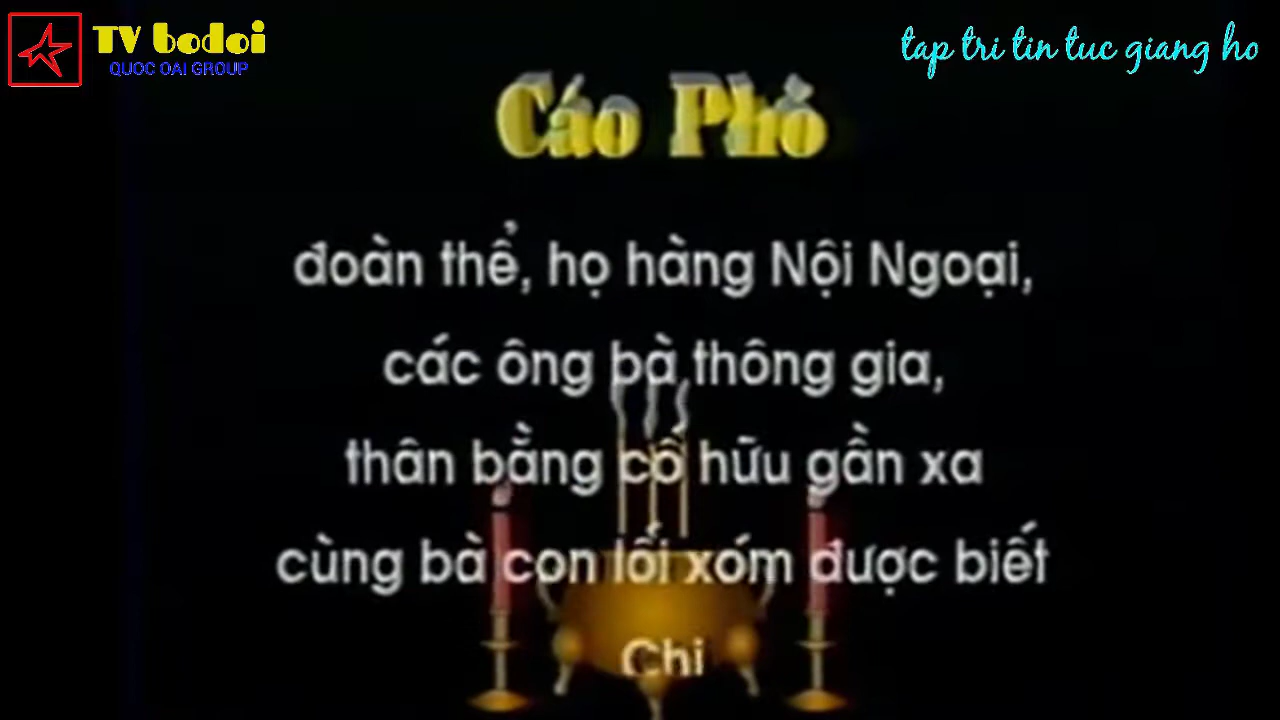 TV bodoi
QUOC OAI GROUP
tap tri tin tuc giang ho
Cáo Phó
đoàn thể, họ hàng Nội Ngoại,
các ông bà thông gia,
thân bằng cố hữu gần xa
cùng bà con lối xóm được biết
Chi